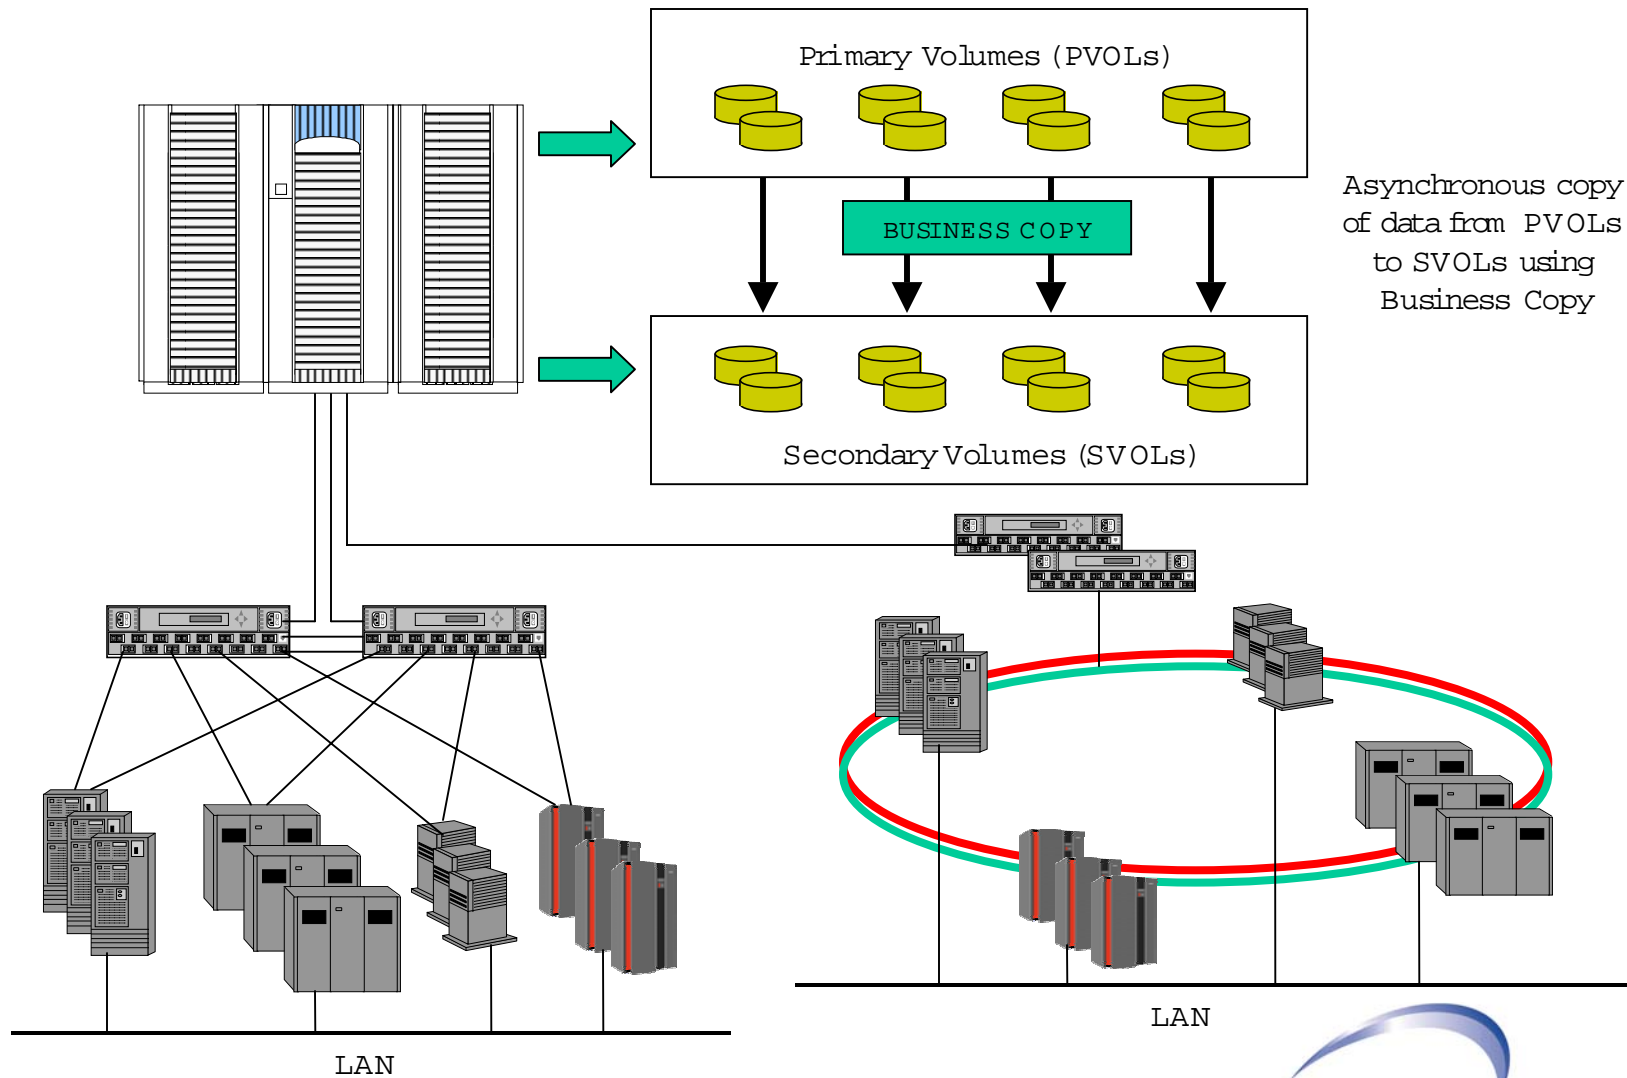 Primary Volumes (PVOLs)
BUSINESS COPY
Asynchronous copy
of data from PVOLs
to SVOLs using
Business Copy
Secondary Volumes (SVOLs)
LAN
LAN